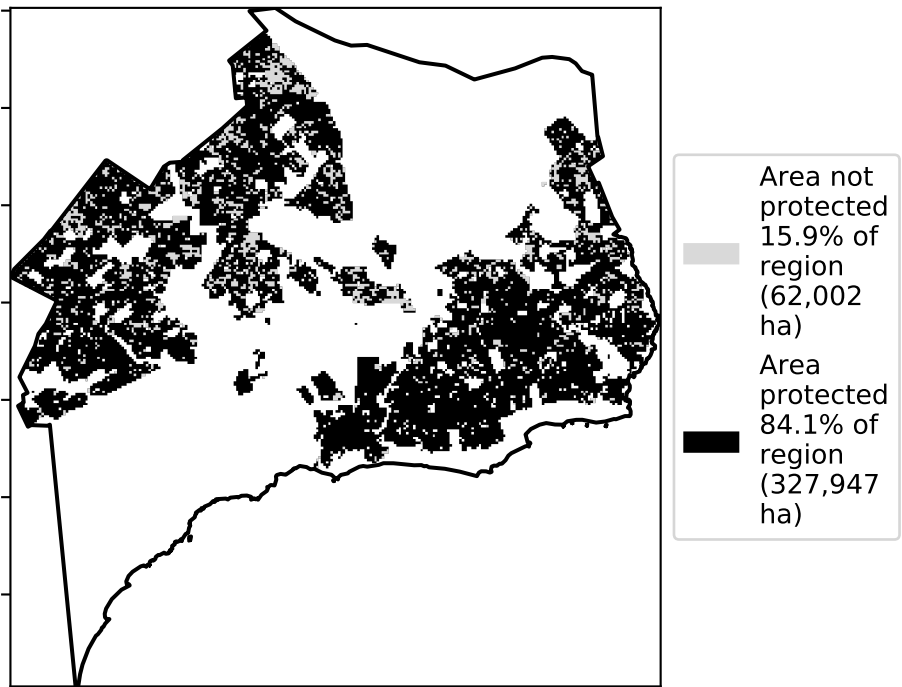 Area not
protected
15.9% of
region
(62,002
ha)
Area
protected
84.1% of
region
(327,947
ha)